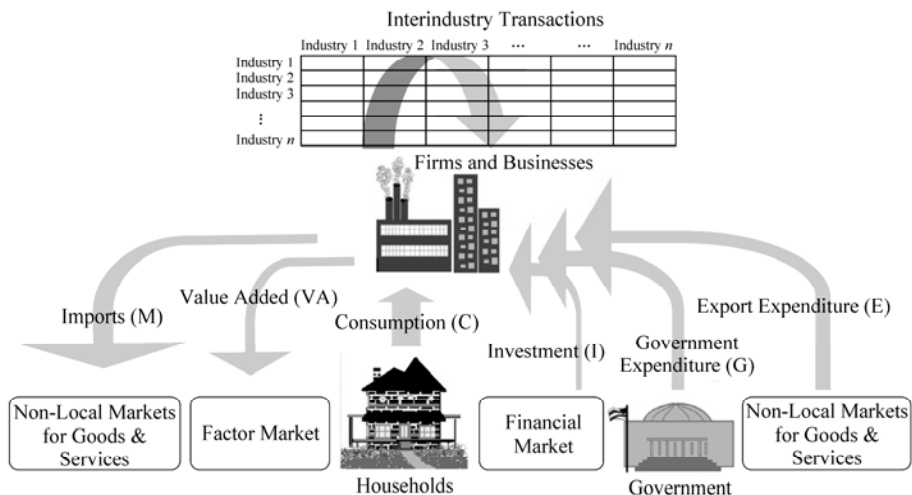 Interindustry Transactions
Industry 1 Industry 2 Industry 3 ... ... Industry n
Industry 1
Industry 2
Industry 3
⋮
Industry n
Firms and Businesses
Imports (M)
Value Added (VA)
Consumption (C)
Investment (I)
Government
Expenditure (G)
Export Expenditure (E)
Non-Local Markets
for Goods &
Services
Factor Market
Households
Financial
Market
Government
Non-Local Markets
for Goods &
Services